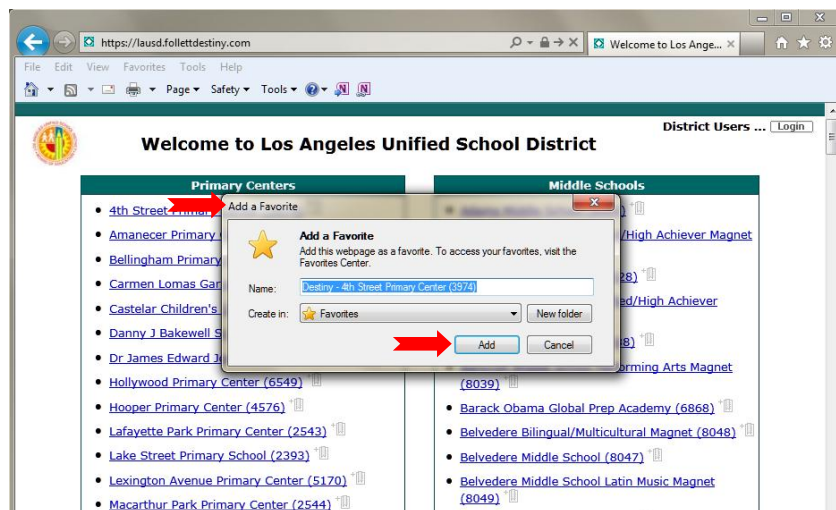 https://lausd.follettdestiny.com
Welcome to Los Ange...
File Edit View Favorites Tools Help
Page Safety Tools
District Users ... Login
Welcome to Los Angeles Unified School District
Primary Centers
4th Street
Amanecer Primary
Bellingham Primary
Carmen Lomas Gar
Castelar Children's
Danny J Bakewell S
Dr James Edward J
Hollywood Primary Center (6549)
Hooper Primary Center (4576)
Lafayette Park Primary Center (2543)
Lake Street Primary School (2393)
Lexington Avenue Primary Center (5170)
Macarthur Park Primary Center (2544)
Add a Favorite
Add a Favorite
Add this webpage as a favorite. To access your favorites, visit the
Favorites Center.
Name: Destiny - 4th Street Primary Center (3974)
Create in: Favorites New folder
Add Cancel
Middle Schools
/High Achiever Magnet
28)
ed/High Achiever
8)
orming Arts Magnet
(8039)
Barack Obama Global Prep Academy (6868)
Belvedere Bilingual/Multicultural Magnet (8048)
Belvedere Middle School (8047)
Belvedere Middle School Latin Music Magnet
(8049)